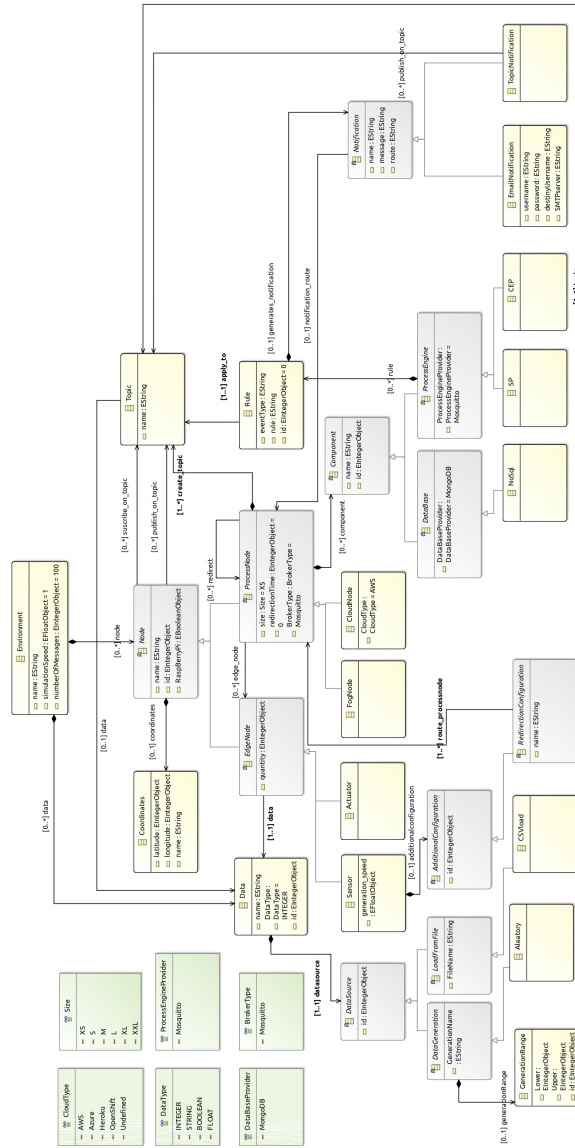 CloudType
AWS
Azure
Heroku
OpenShift
Undefined
Size
XS
S
M
L
XL
XXL
DataType
INTEGER
STRING
BOOLEAN
FLOAT
ProcessEngineProvider
Mosquitto
DataBaseProvider
MongoDB
BrokerType
Mosquitto
Environment
name : EString
simulationSpeed : EFloatObject = 1
numberOfMessages : EIntegerObject = 100
[0..*] data
[0..1] data
[0..*] node
[0..*] suscribe_on_topic
[0..*] publish_on_topic
Topic
name : EString
[0..*] publish_on_topic
Coordinates
latitude : EIntegerObject
longitude : EIntegerObject
name : EString
[0..1] coordinates
Node
name : EString
id : EIntegerObject
RaspiBerryPi : EBooleanObject
[1..*] create_topic
[1..1] apply_to
Data
name : EString
DataType :
DataType =
INTEGER
id : EIntegerObject
[1..1] data
EdgeNode
quantity : EIntegerObject
[0..*] edge_node
[0..*] redirect
ProcessNode
size : Size = XS
redirectionTime : EIntegerObject =
0
BrokerType : BrokerType =
Mosquitto
Rule
eventType : EString
rule : EString
id : EIntegerObject = 0
[0..1] generates_notification
[0..1] notification_route
Notification
name : EString
message : EString
route : EString
[1..1] datasource
DataSource
id : EIntegerObject
Sensor
generation_speed
: EFloatObject
Actuator
FogNode
CloudNode
CloudType :
CloudType = AWS
[0..*] component
Component
name : EString
id : EIntegerObject
[0..*] rule
[0..1] additionalconfiguration
[1..*] route_processnode
DataGeneration
GenerationName
: EString
LoadFromFile
FileName : EString
AdditionalConfiguration
id : EIntegerObject
DataBase
DataBaseProvider :
DataBaseProvider = MongoDB
ProcessEngine
ProcessEngineProvider :
ProcessEngineProvider =
Mosquitto
[0..1] generationRange
GenerationRange
Lower :
EIntegerObject
Upper :
EIntegerObject
id : EIntegerObject
Aleatory
CSVload
RedirectionConfiguration
name : EString
NoSql
SP
CEP
EmailNotification
username : EString
password : EString
destinyUsername : EString
SMTPserver : EString
TopicNotification